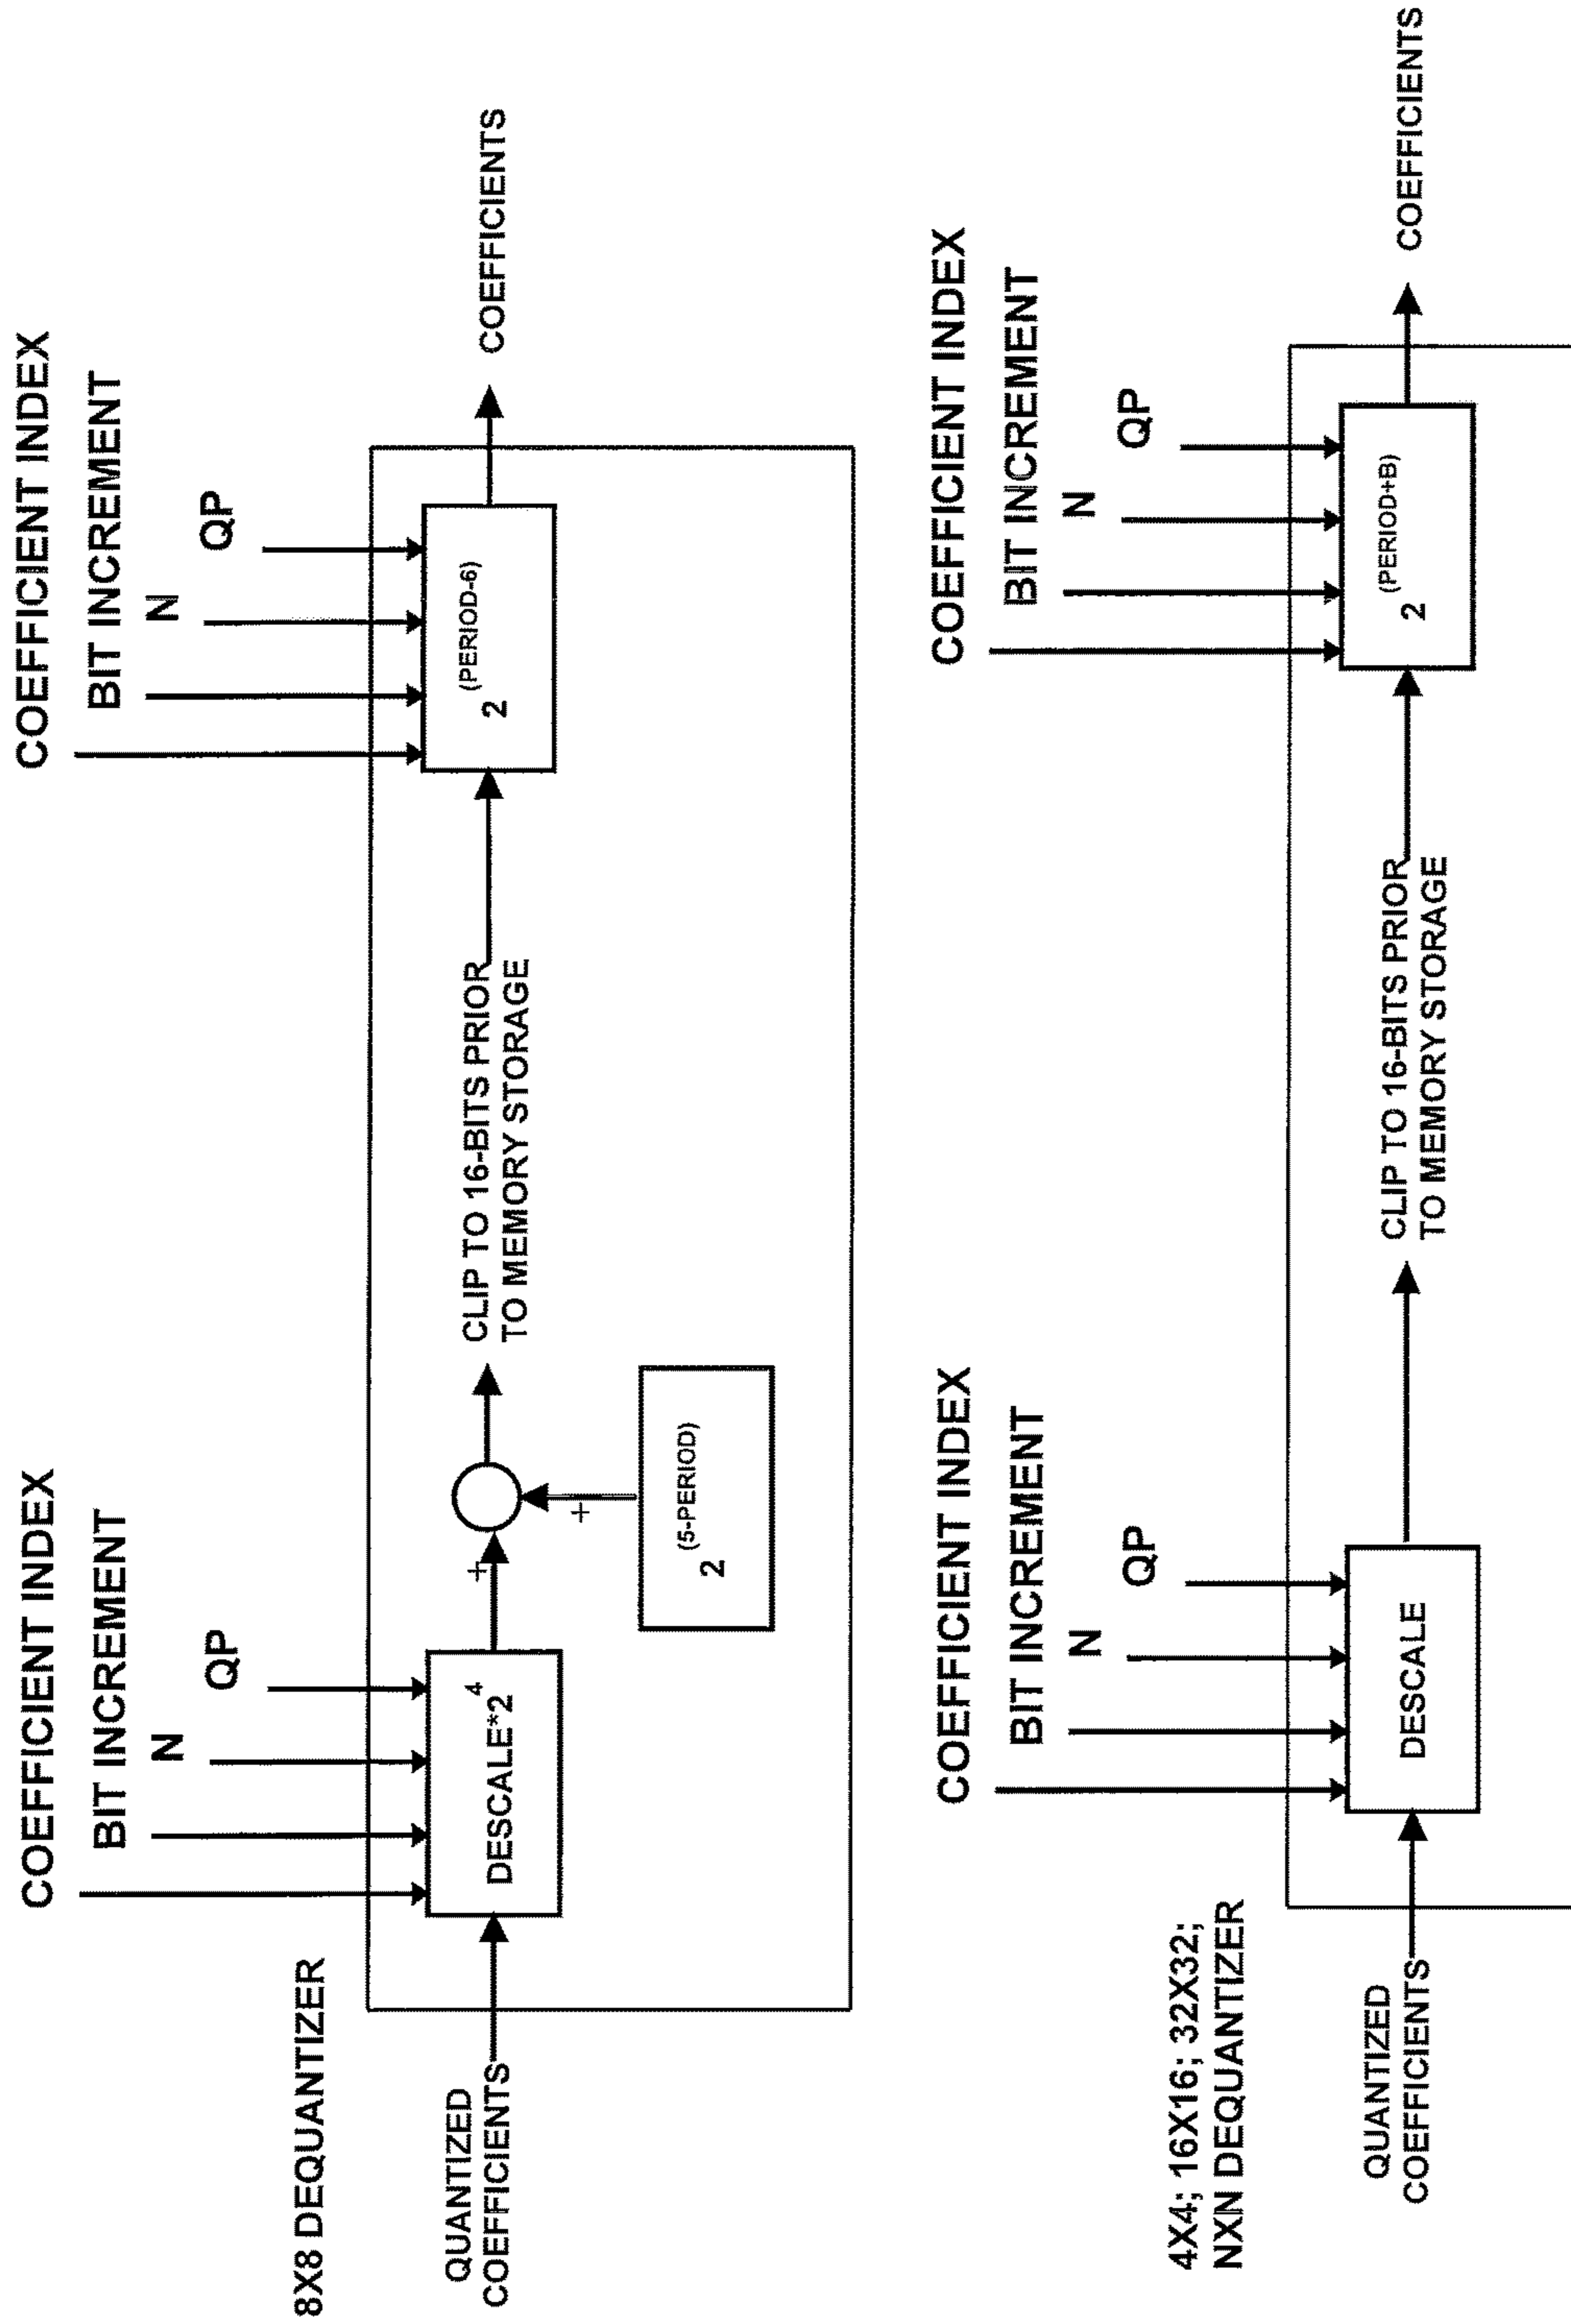 8X8 DEQUANTIZER
COEFFICIENT INDEX
BIT INCREMENT
N
QP
QUANTIZED
COEFFICIENTS
DESCALE*2^4
+
+
2^(5-PERIOD)
CLIP TO 16-BITS PRIOR
TO MEMORY STORAGE
COEFFICIENT INDEX
BIT INCREMENT
N
QP
2^(PERIOD-6)
COEFFICIENTS
4X4; 16X16; 32X32;
NXN DEQUANTIZER
COEFFICIENT INDEX
BIT INCREMENT
N
QP
QUANTIZED
COEFFICIENTS
DESCALE
CLIP TO 16-BITS PRIOR
TO MEMORY STORAGE
COEFFICIENT INDEX
BIT INCREMENT
N
QP
2^(PERIOD+B)
COEFFICIENTS